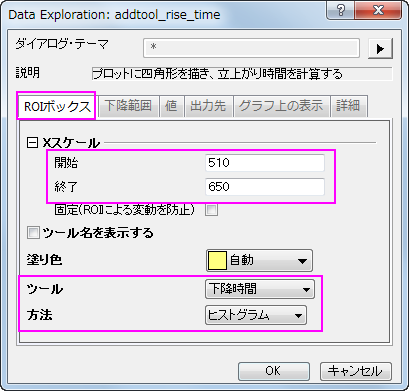 Data Exploration: addtool_rise_time
ダイアログ・テーマ *
説明 プロットに四角形を描き、立上がり時間を計算する
ROIボックス 下降範囲 値 出力先 グラフ上の表示 詳細
Xスケール
開始 510
終了 650
固定(ROIによる変動を防止)
ツール名を表示する
塗り色 自動
ツール 下降時間
方法 ヒストグラム
OK キャンセル